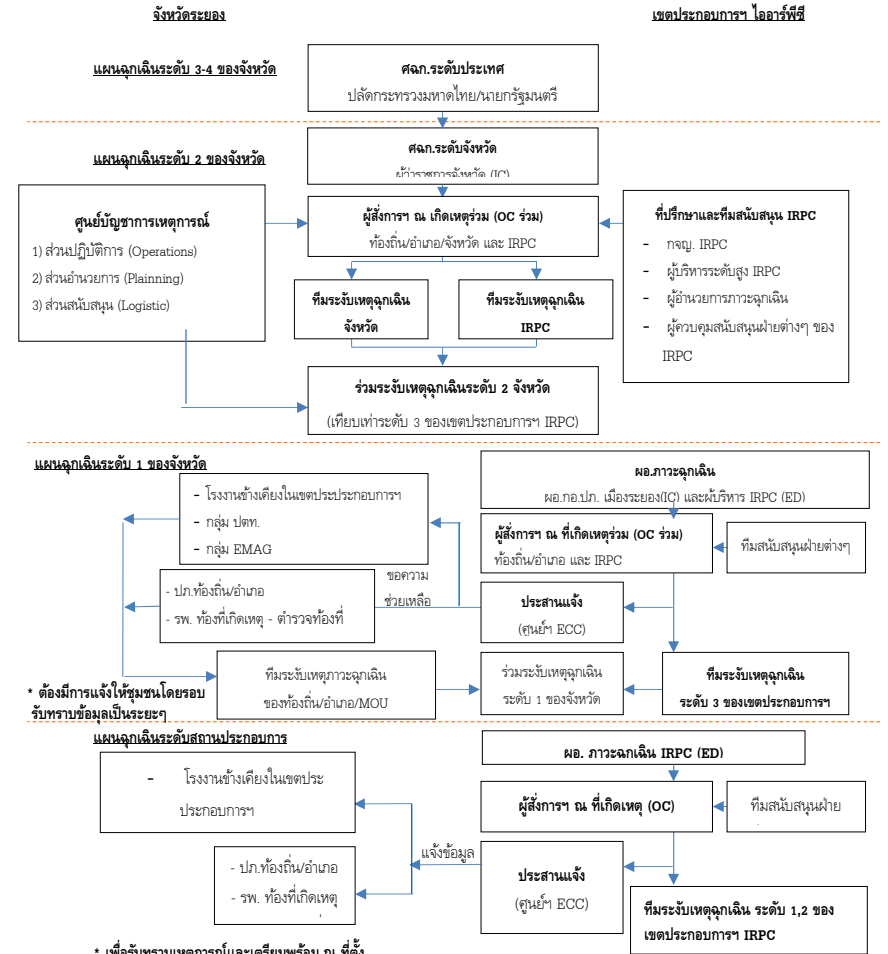 จังหวัดระยอง
เขตประกอบการฯ ไออาร์พีซี
แผนฉุกเฉินระดับ 3-4 ของจังหวัด
ศฉก.ระดับประเทศ
ปลัดกระทรวงมหาดไทย/นายกรัฐมนตรี
แผนฉุกเฉินระดับ 2 ของจังหวัด
ศฉก.ระดับจังหวัด
ผู้ว่าราชการจังหวัด (IC)
ศูนย์บัญชาการเหตุการณ์
1) ส่วนปฏิบัติการ (Operations)
2) ส่วนอำนวยการ (Plainning)
3) ส่วนสนับสนุน (Logistic)
ผู้สั่งการฯ ณ เกิดเหตุร่วม (OC ร่วม)
ท้องถิ่น/อำเภอ/จังหวัด และ IRPC
ที่ปรึกษาและทีมสนับสนุน IRPC
- กจญ. IRPC
- ผู้บริหารระดับสูง IRPC
- ผู้อำนวยการภาวะฉุกเฉิน
- ผู้ควบคุมสนับสนุนฝ่ายต่างๆ ของ
IRPC
ทีมระงับเหตุฉุกเฉิน
จังหวัด
ทีมระงับเหตุฉุกเฉิน
IRPC
ร่วมระงับเหตุฉุกเฉินระดับ 2 จังหวัด
(เทียบเท่าระดับ 3 ของเขตประกอบการฯ IRPC)
แผนฉุกเฉินระดับ 1 ของจังหวัด
ผอ.ภาวะฉุกเฉิน
ผอ.กอ.ปภ. เมืองระยอง(IC) และผู้บริหาร IRPC (ED)
- โรงงานข้างเคียงในเขตประประกอบการฯ
- กลุ่ม ปตท.
- กลุ่ม EMAG
ผู้สั่งการฯ ณ ที่เกิดเหตุร่วม (OC ร่วม)
ท้องถิ่น/อำเภอ และ IRPC
ทีมสนับสนุนฝ่ายต่างๆ
ขอความ
ช่วยเหลือ
- ปภ.ท้องถิ่น/อำเภอ
- รพ. ท้องที่เกิดเหตุ - ตำรวจท้องที่
ประสานแจ้ง
(ศูนย์ฯ ECC)
ทีมระงับเหตุภาวะฉุกเฉิน
ของท้องถิ่น/อำเภอ/MOU
ร่วมระงับเหตุฉุกเฉิน
ระดับ 1 ของจังหวัด
ทีมระงับเหตุฉุกเฉิน
ระดับ 3 ของเขตประกอบการฯ
* ต้องมีการแจ้งให้ชุมชนโดยรอบ
รับทราบข้อมูลเป็นระยะๆ
แผนฉุกเฉินระดับสถานประกอบการ
ผอ. ภาวะฉุกเฉิน IRPC (ED)
- โรงงานข้างเคียงในเขตประ
ประกอบการฯ
ผู้สั่งการฯ ณ ที่เกิดเหตุ (OC)
ทีมสนับสนุนฝ่าย
แจ้งข้อมูล
- ปภ.ท้องถิ่น/อำเภอ
- รพ. ท้องที่เกิดเหตุ
ประสานแจ้ง
(ศูนย์ฯ ECC)
ทีมระงับเหตุฉุกเฉิน ระดับ 1,2 ของ
เขตประกอบการฯ IRPC
* เพื่อรับทราบเหตุการณ์และเตรียมพร้อม ณ ที่ตั้ง